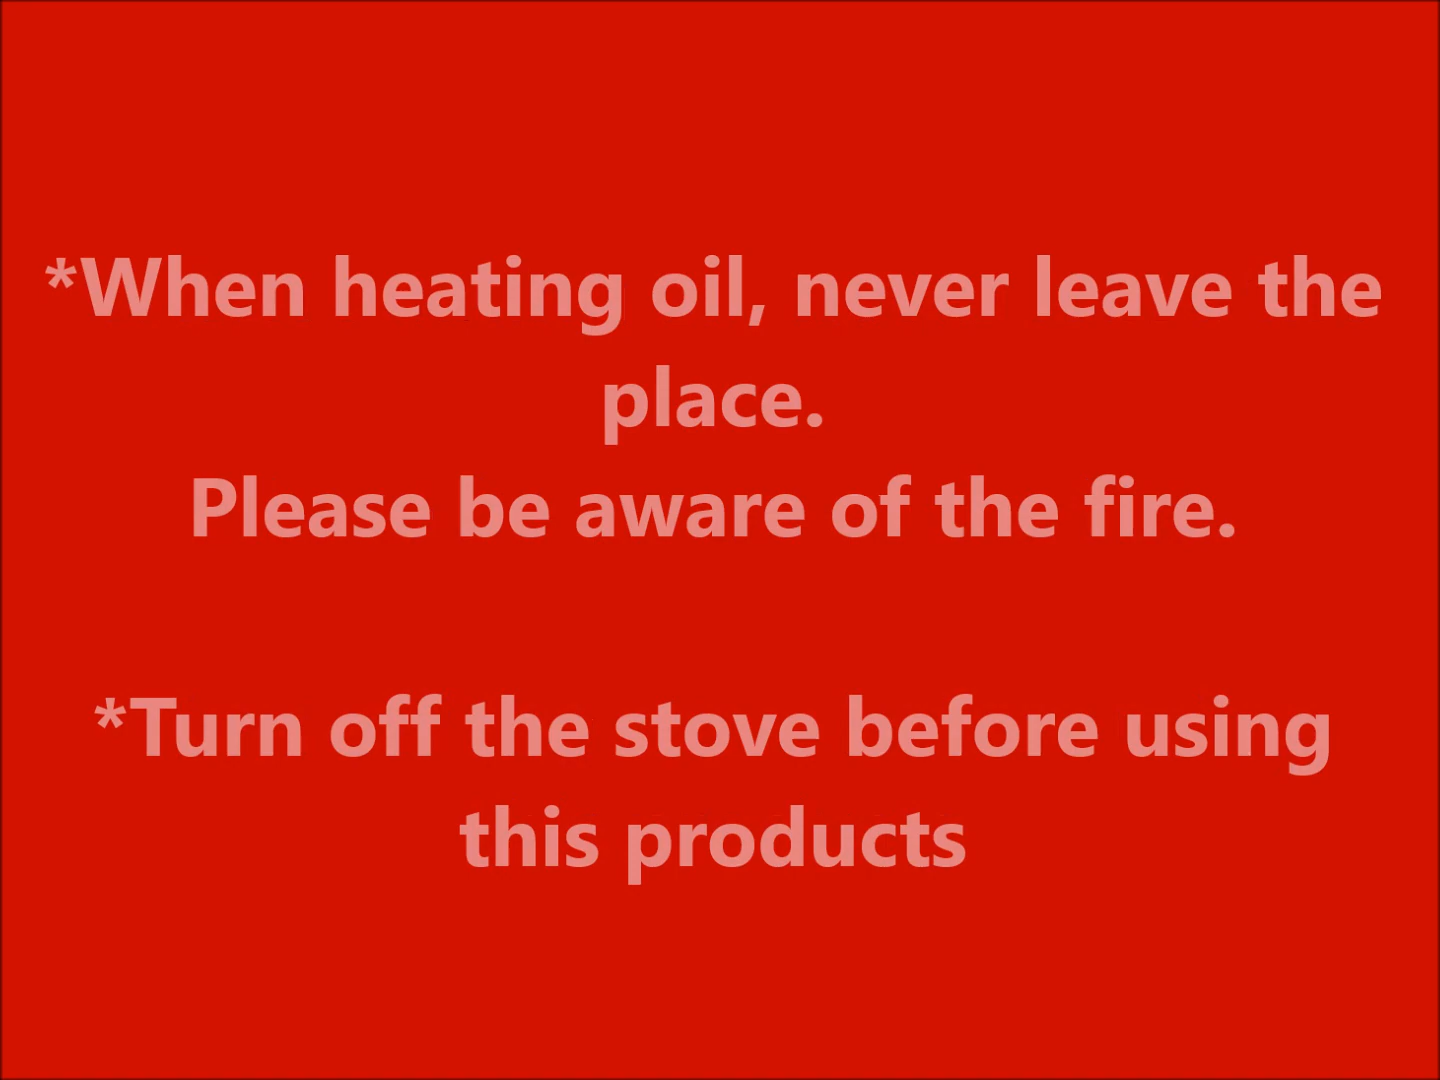 *When heating oil, never leave the
place.
Please be aware of the fire.
*Turn off the stove before using
this products